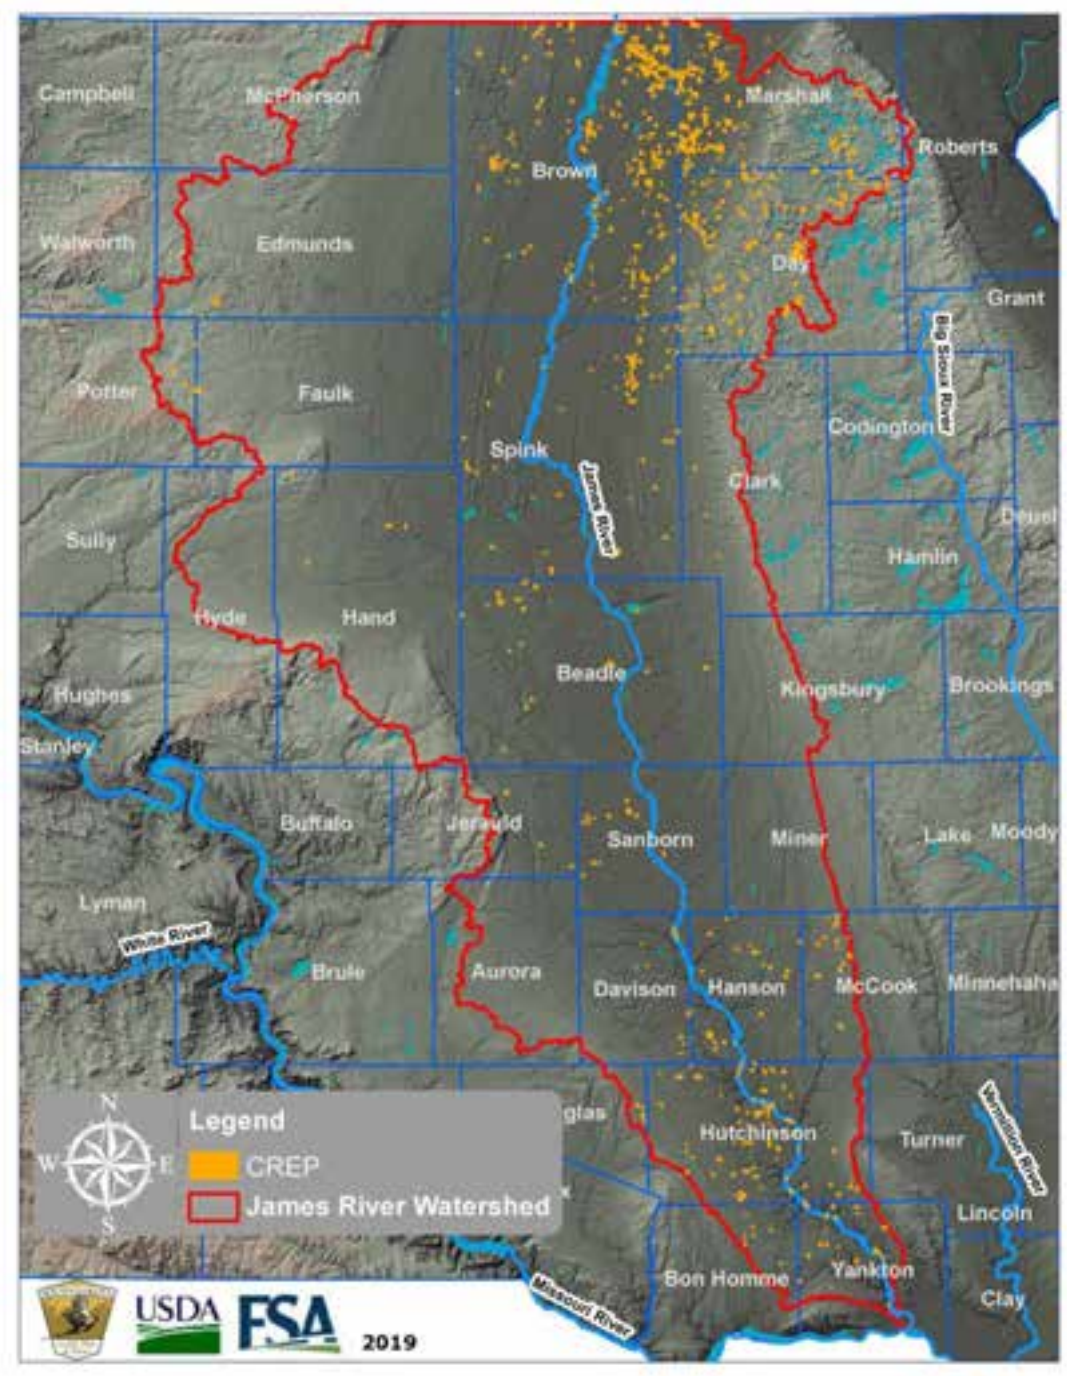 Campbell
McPherson
Marshall
Roberts
Brown
Walworth
Edmunds
Day
Grant
Big Sioux River
Potter
Faulk
Codington
Spink
Clark
James River
Deuel
Sully
Hamlin
Hyde
Hand
Beadle
Kingsbury
Brookings
Hughes
Stanley
Buffalo
Jerauld
Sanborn
Miner
Lake
Moody
Lyman
White River
Brule
Aurora
Davison
Hanson
McCook
Minnehaha
glas
Hutchinson
Turner
Vermillion River
x
Lincoln
Bon Homme
Yankton
Clay
Missouri River
N
W E
S
Legend
CREP
James River Watershed
USDA
FSA
2019